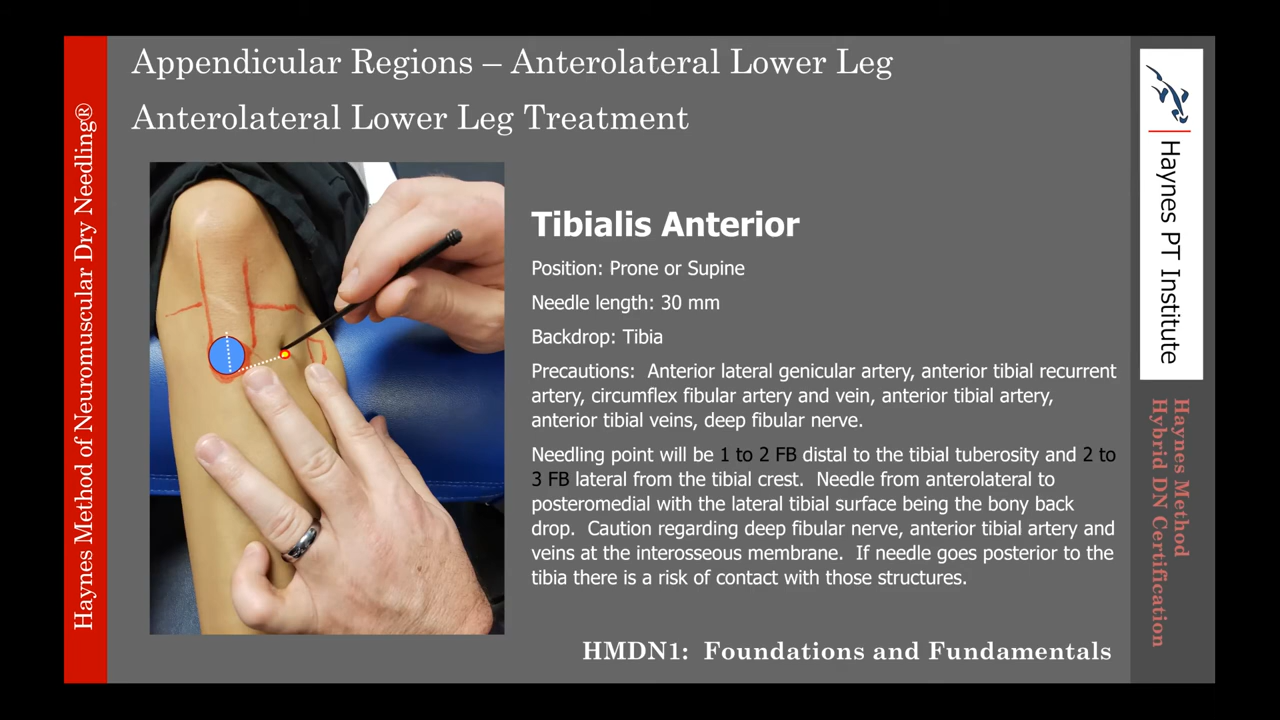 Appendicular Regions – Anterolateral Lower Leg
Anterolateral Lower Leg Treatment
Haynes Method of Neuromuscular Dry Needling®
Tibialis Anterior
Position: Prone or Supine
Needle length: 30 mm
Backdrop: Tibia
Precautions: Anterior lateral genicular artery, anterior tibial recurrent
artery, circumflex fibular artery and vein, anterior tibial artery,
anterior tibial veins, deep fibular nerve.
Needling point will be 1 to 2 FB distal to the tibial tuberosity and 2 to
3 FB lateral from the tibial crest. Needle from anterolateral to
posteromedial with the lateral tibial surface being the bony back
drop. Caution regarding deep fibular nerve, anterior tibial artery and
veins at the interosseous membrane. If needle goes posterior to the
tibia there is a risk of contact with those structures.
HMDN1: Foundations and Fundamentals
Haynes PT Institute
Haynes Method
Hybrid DN Certification